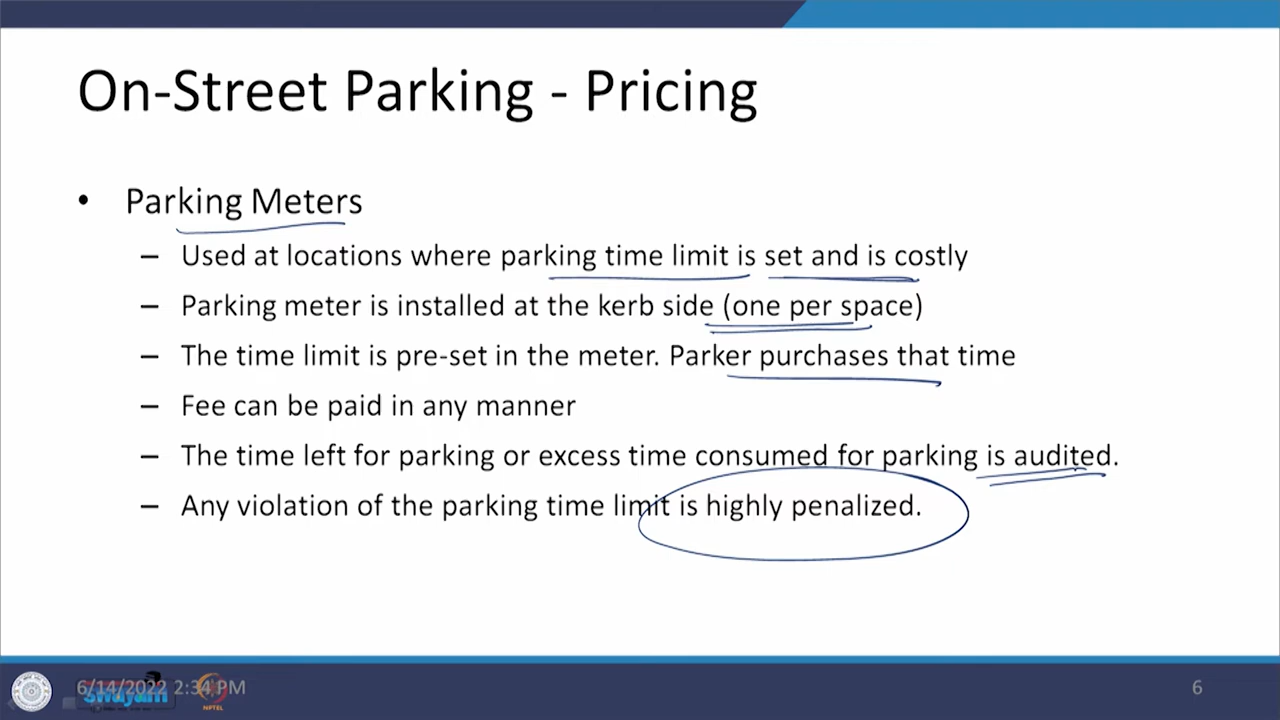 On-Street Parking - Pricing
• Parking Meters
– Used at locations where parking time limit is set and is costly
– Parking meter is installed at the kerb side (one per space)
– The time limit is pre-set in the meter. Parker purchases that time
– Fee can be paid in any manner
– The time left for parking or excess time consumed for parking is audited.
– Any violation of the parking time limit is highly penalized.
6/14/2022 2:34 PM
swayam
NPTEL
6